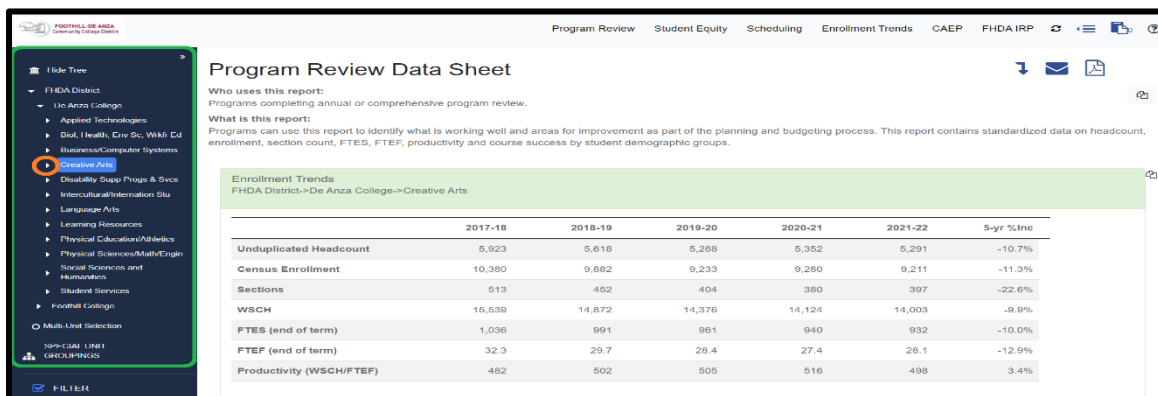 FOOTHILL-DE ANZA
Community College District
Program Review Student Equity Scheduling Enrollment Trends CAEP FHDA IRP
Hide Tree
FHDA District
De Anza College
Applied Technologies
Biol, Health, Env Sc, Wrkfr Ed
Business/Computer Systems
Creative Arts
Disability Supp Progs & Svcs
Intercultural/Internation Stu
Language Arts
Learning Resources
Physical Education/Athletics
Physical Sciences/Math/Engin
Social Sciences and
Humanities
Student Services
Foothill College
Multi-Unit Selection
SPECIAL UNIT
GROUPINGS
FILTER
Program Review Data Sheet
Who uses this report:
Programs completing annual or comprehensive program review.
What is this report:
Programs can use this report to identify what is working well and areas for improvement as part of the planning and budgeting process. This report contains standardized data on headcount,
enrollment, section count, FTES, FTEF, productivity and course success by student demographic groups.
Enrollment Trends
FHDA District->De Anza College->Creative Arts
2017-18 2018-19 2019-20 2020-21 2021-22 5-yr %Inc
Unduplicated Headcount 5,923 5,618 5,268 5,352 5,291 -10.7%
Census Enrollment 10,380 9,882 9,233 9,280 9,211 -11.3%
Sections 513 452 404 380 397 -22.6%
WSCH 15,539 14,872 14,376 14,124 14,003 -9.9%
FTES (end of term) 1,036 991 961 940 932 -10.0%
FTEF (end of term) 32.3 29.7 28.4 27.4 28.1 -12.9%
Productivity (WSCH/FTEF) 482 502 505 516 498 3.4%